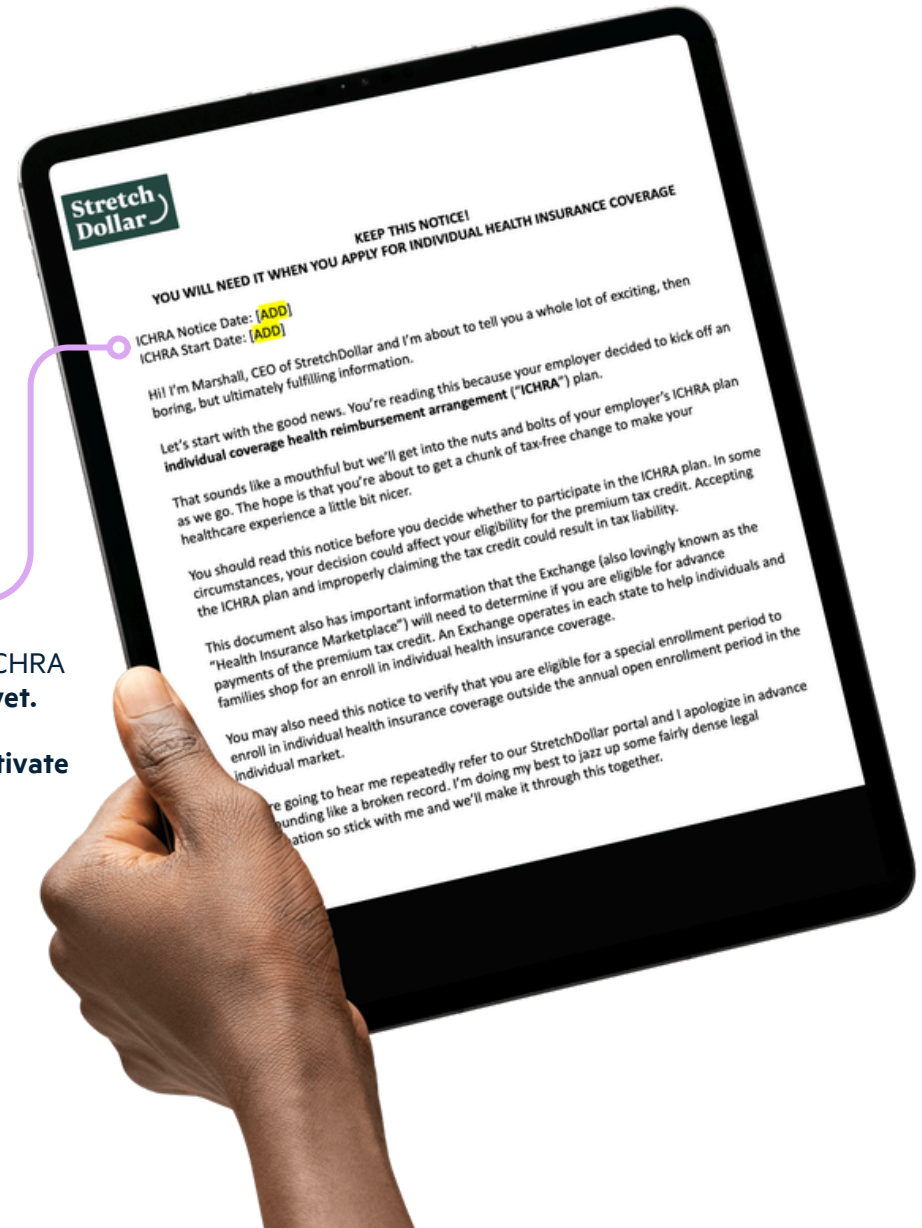 Stretch
Dollar
KEEP THIS NOTICE!
YOU WILL NEED IT WHEN YOU APPLY FOR INDIVIDUAL HEALTH INSURANCE COVERAGE
ICHRA Notice Date: [ADD]
ICHRA Start Date: [ADD]
Hi! I'm Marshall, CEO of StretchDollar and I'm about to tell you a whole lot of exciting, then
boring, but ultimately fulfilling information.
Let's start with the good news. You're reading this because your employer decided to kick off an
individual coverage health reimbursement arrangement ("ICHRA") plan.
That sounds like a mouthful but we'll get into the nuts and bolts of your employer's ICHRA plan
as we go. The hope is that you're about to get a chunk of tax-free change to make your
healthcare experience a little bit nicer.
You should read this notice before you decide whether to participate in the ICHRA plan. In some
circumstances, your decision could affect your eligibility for the premium tax credit. Accepting
the ICHRA plan and improperly claiming the tax credit could result in tax liability.
This document also has important information that the Exchange (also lovingly known as the
"Health Insurance Marketplace") will need to determine if you are eligible for advance
payments of the premium tax credit. An Exchange operates in each state to help individuals and
families shop for an enroll in individual health insurance coverage.
You may also need this notice to verify that you are eligible for a special enrollment period to
enroll in individual health insurance coverage outside the annual open enrollment period in the
individual market.
re going to hear me repeatedly refer to our StretchDollar portal and I apologize in advance
unding like a broken record. I'm doing my best to jazz up some fairly dense legal
ation so stick with me and we'll make it through this together.
CHRA
yet.
tivate